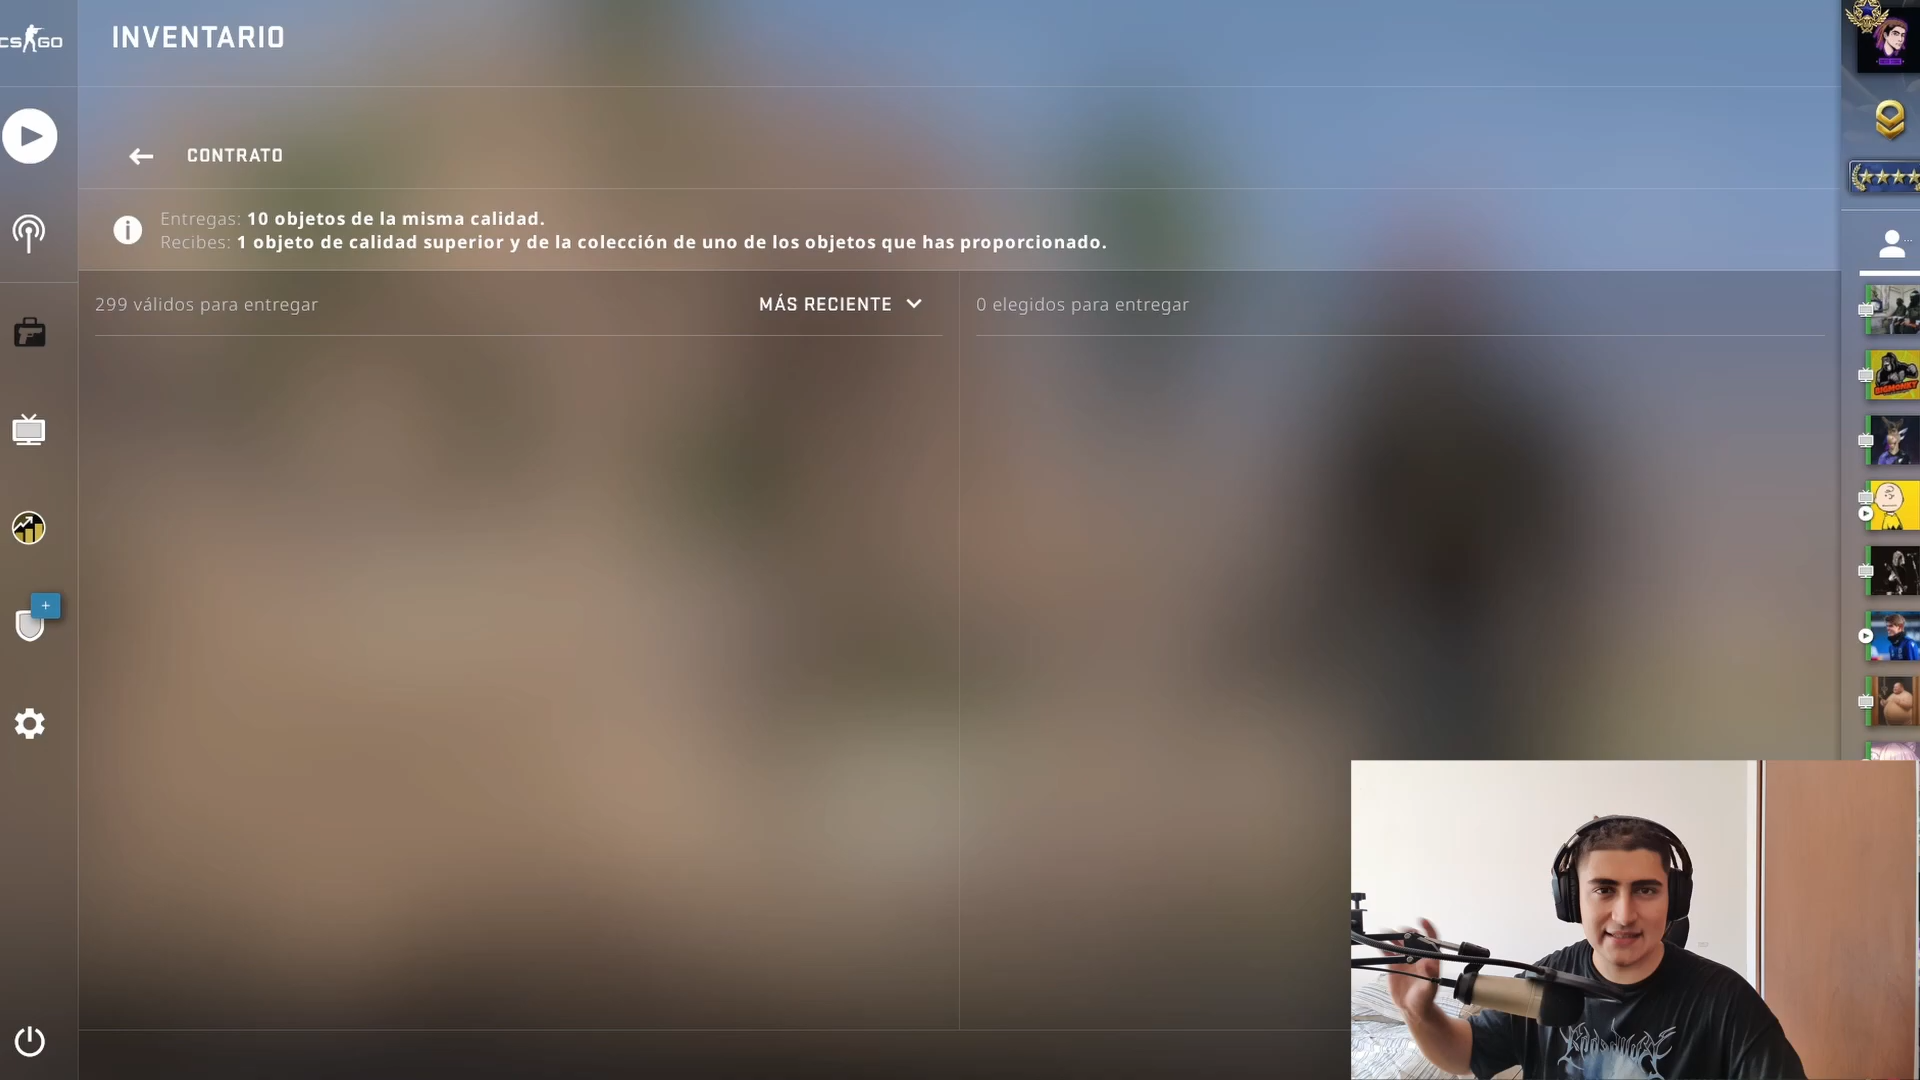 CS GO
INVENTARIO
CONTRATO
Entregas: 10 objetos de la misma calidad.
Recibes: 1 objeto de calidad superior y de la colección de uno de los objetos que has proporcionado.
299 válidos para entregar
MÁS RECIENTE
0 elegidos para entregar
+